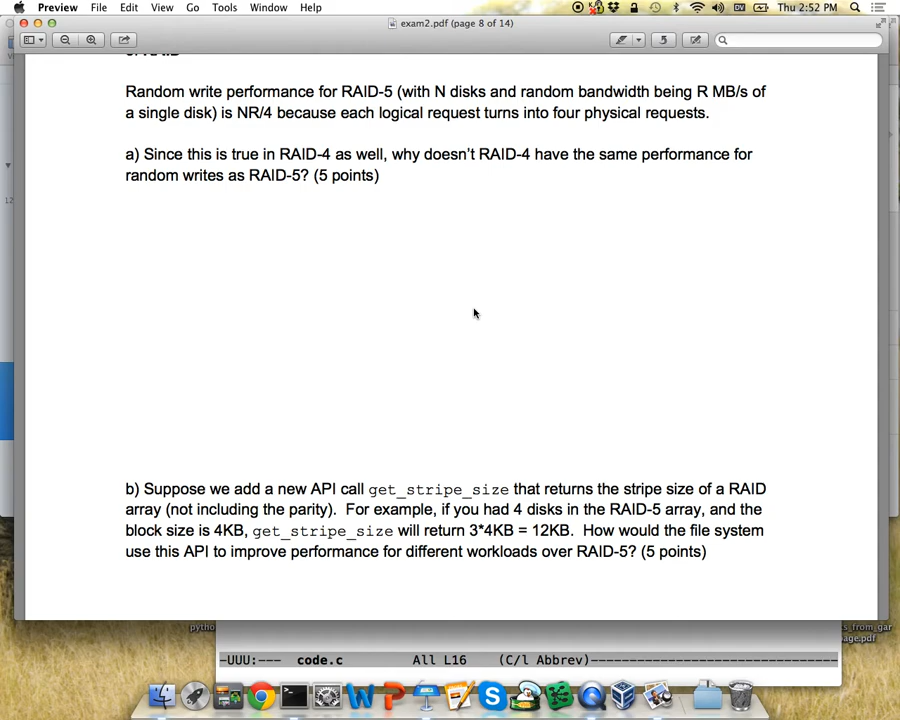 Preview File Edit View Go Tools Window Help Thu 2:52 PM
exam2.pdf (page 8 of 14)
Random write performance for RAID-5 (with N disks and random bandwidth being R MB/s of
a single disk) is NR/4 because each logical request turns into four physical requests.
a) Since this is true in RAID-4 as well, why doesn't RAID-4 have the same performance for
random writes as RAID-5? (5 points)
b) Suppose we add a new API call get_stripe_size that returns the stripe size of a RAID
array (not including the parity). For example, if you had 4 disks in the RAID-5 array, and the
block size is 4KB, get_stripe_size will return 3*4KB = 12KB. How would the file system
use this API to improve performance for different workloads over RAID-5? (5 points)
pytho
ts_from_gar
page.pdf
-UUU:--- code.c All L16 (C/l Abbrev)